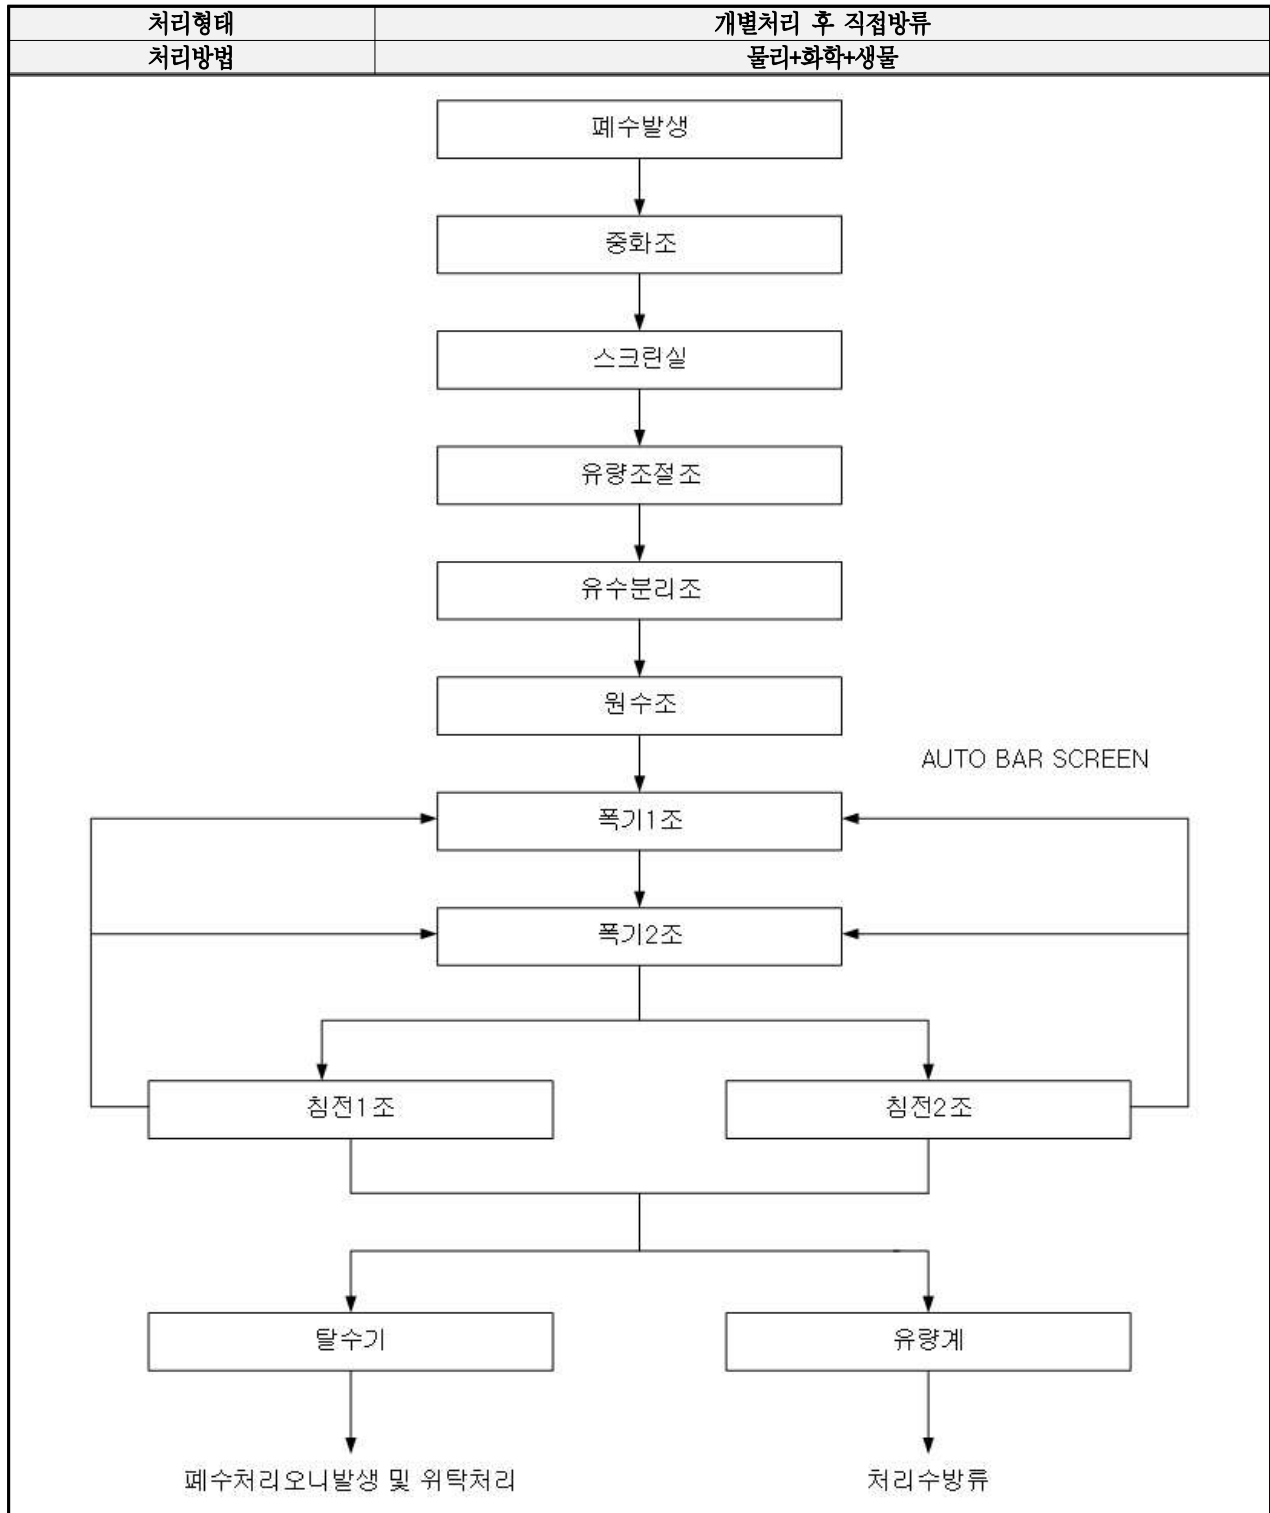 처리형태 개별처리 후 직접방류
처리방법 물리+화학+생물
폐수발생
중화조
스크린실
유량조절조
유수분리조
원수조
AUTO BAR SCREEN
폭기1조
폭기2조
침전1조 침전2조
탈수기 유량계
폐수처리오니발생 및 위탁처리 처리수방류